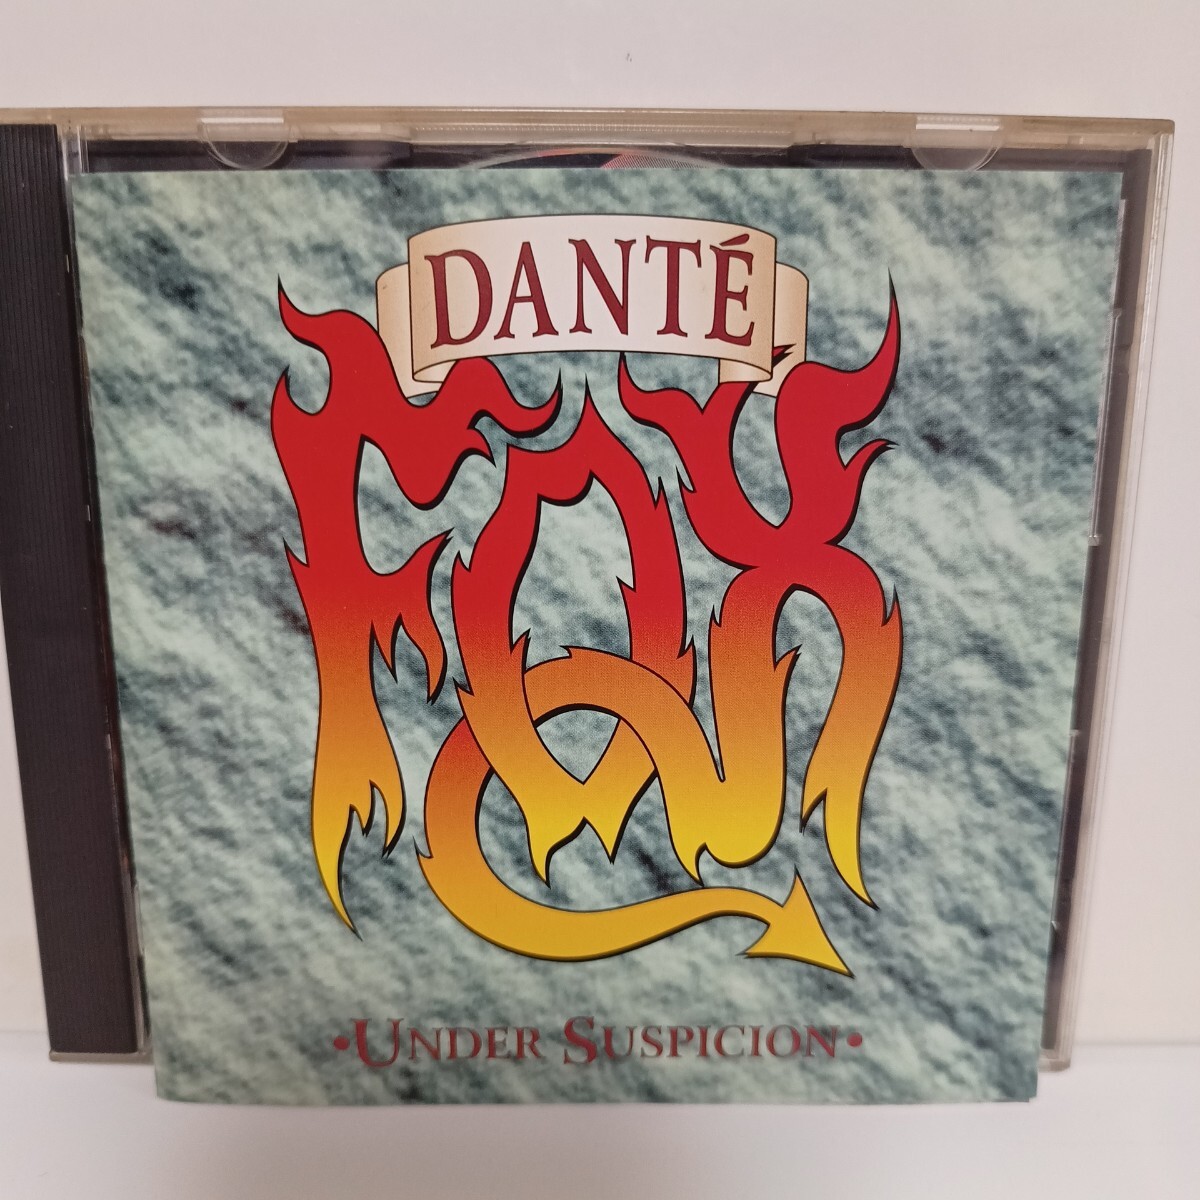 DANTÉ
FOX
•UNDER SUSPICION•